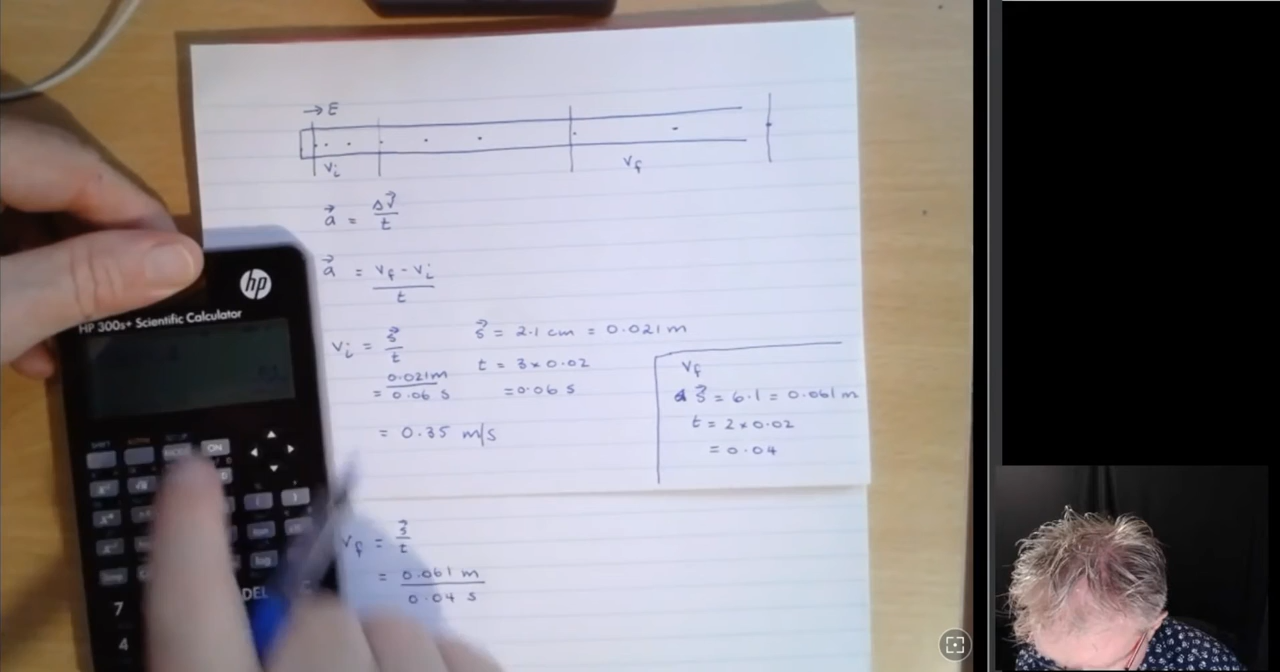 → E
Vi
Vf
a⃗ = ΔV⃗/t
a⃗ = Vf - Vi / t
Vi = s⃗/t
= 0.021m / 0.06 s
= 0.35 m/s
s⃗ = 2.1 cm = 0.021 m
t = 3 × 0.02
= 0.06 s
Vf
s⃗ = 6.1 = 0.061 m
t = 2 × 0.02
= 0.04
Vf = s⃗/t
= 0.061 m / 0.04 s
hp
HP 300s+ Scientific Calculator
SHIFT
ON
DEL
7
4